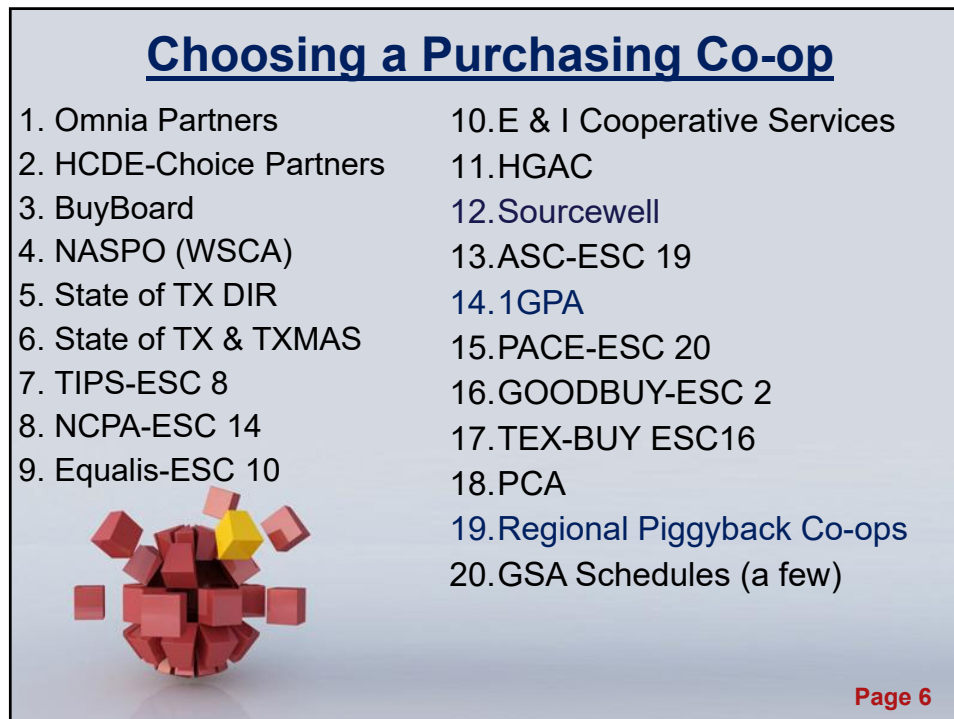 Choosing a Purchasing Co-op
1. Omnia Partners
2. HCDE-Choice Partners
3. BuyBoard
4. NASPO (WSCA)
5. State of TX DIR
6. State of TX & TXMAS
7. TIPS-ESC 8
8. NCPA-ESC 14
9. Equalis-ESC 10
10.E & I Cooperative Services
11.HGAC
12.Sourcewell
13.ASC-ESC 19
14.1GPA
15.PACE-ESC 20
16.GOODBUY-ESC 2
17.TEX-BUY ESC16
18.PCA
19.Regional Piggyback Co-ops
20.GSA Schedules (a few)
Page 6